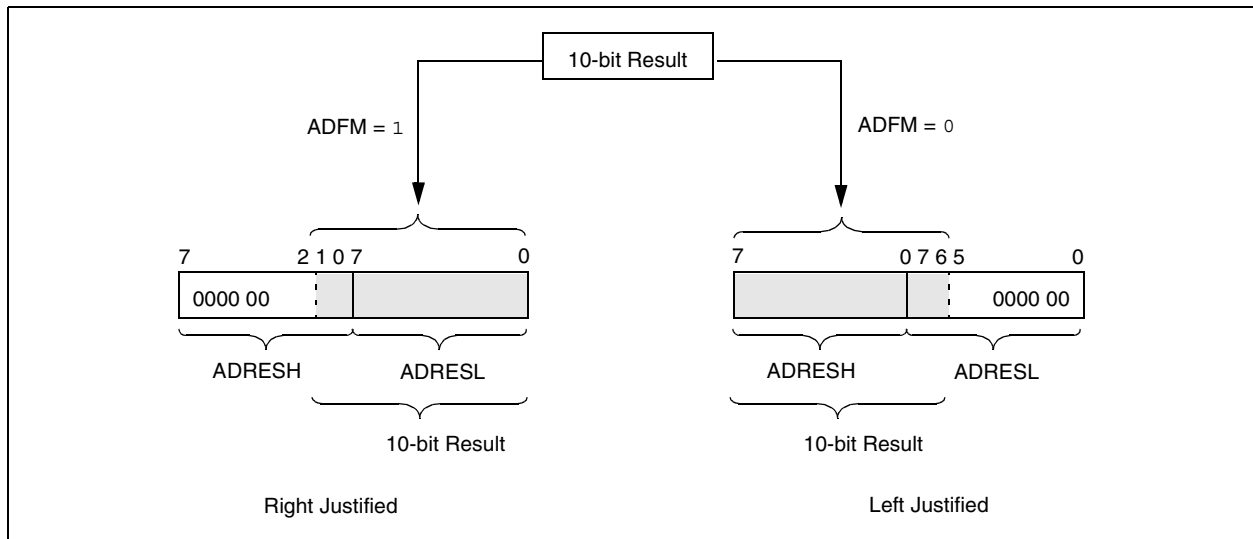 10-bit Result
ADFM = 1
ADFM = 0
7 2 1 0 7 0
7 0 7 6 5 0
0000 00
0000 00
ADRESH ADRESL
ADRESH ADRESL
10-bit Result
10-bit Result
Right Justified
Left Justified